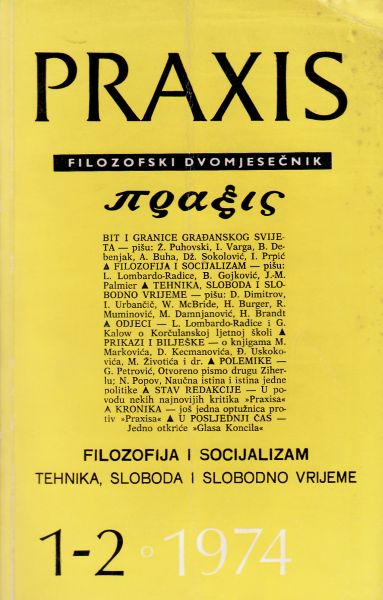 PRAXIS
FILOZOFSKI DVOMJESEČNIK
πρᾶξις
BIT I GRANICE GRAĐANSKOG SVIJE-
TA — pišu: Ž. Puhovski, I. Varga, B. De-
benjak, A. Buha, Dž. Sokolović, I. Prpić
▲ FILOZOFIJA I SOCIJALIZAM — pišu:
L. Lombardo-Radice, B. Gojković, J.-M.
Palmier ▲ TEHNIKA, SLOBODA I SLO-
BODNO VRIJEME — pišu: D. Dimitrov,
I. Urbančič, W. McBride, H. Burger, R.
Muminović, M. Damnjanović, H. Brandt
▲ ODJECI — L. Lombardo-Radice i G.
Kalow o Korčulanskoj ljetnoj školi ▲
PRIKAZI I BILJEŠKE — o knjigama M.
Markovića, D. Kecmanovića, Đ. Uskoko-
vića, M. Životića i dr. ▲ POLEMIKE —
G. Petrović, Otvoreno pismo drugu Ziher-
lu; N. Popov, Naučna istina i istina jedne
politike ▲ STAV REDAKCIJE — U po-
vodu nekih najnovijih kritika »Praxisa«
▲ KRONIKA — još jedna optužnica pro-
tiv »Praxisa« ▲ U POSLJEDNJI ČAS —
Jedno otkriće »Glasa Koncila«
FILOZOFIJA I SOCIJALIZAM
TEHNIKA, SLOBODA I SLOBODNO VRIJEME
1-2 ° 1974